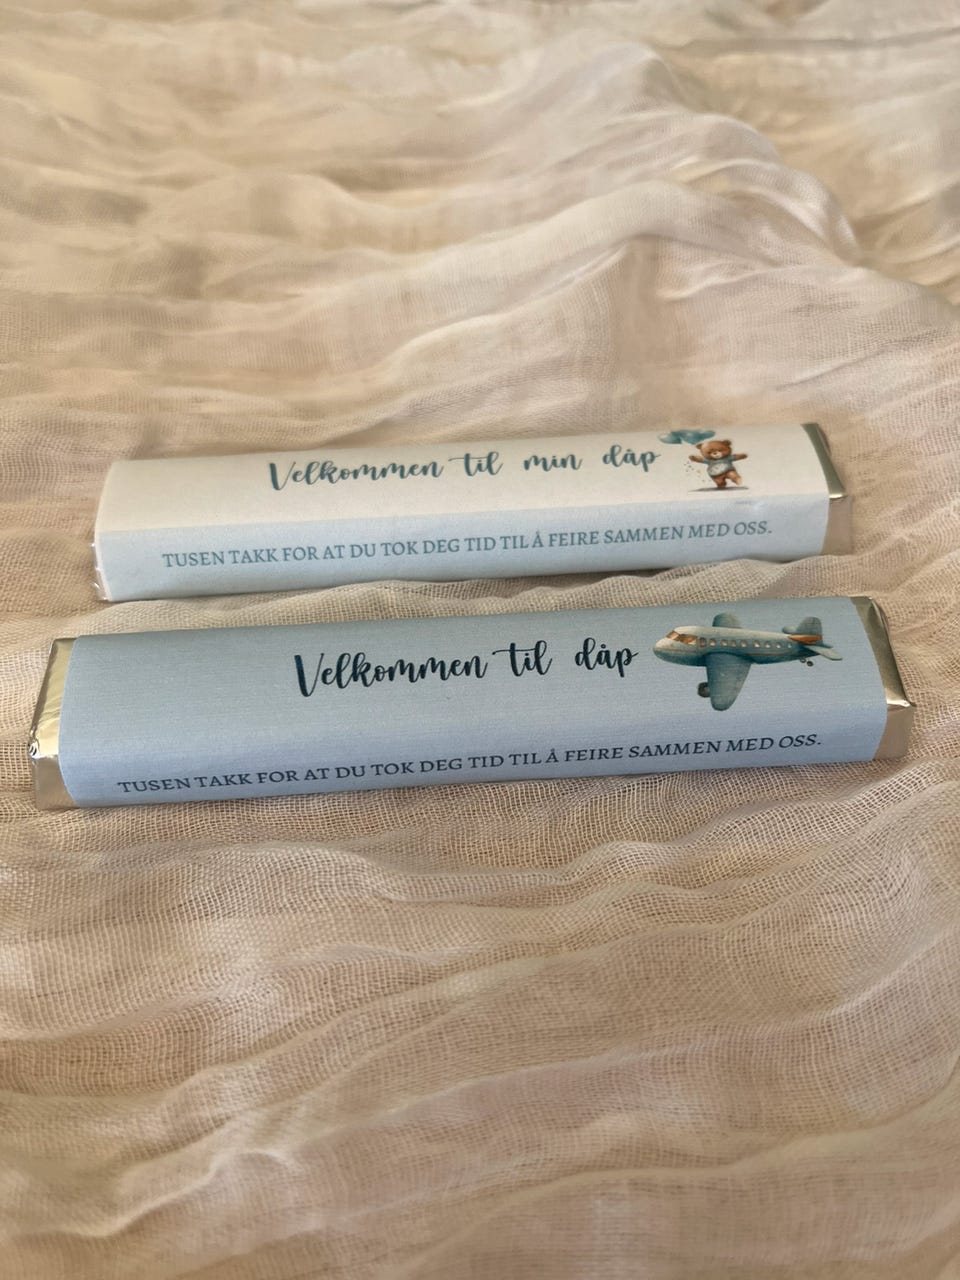 Velkommen til min dåp
TUSEN TAKK FOR AT DU TOK DEG TID TIL Å FEIRE SAMMEN MED OSS.
Velkommen til dåp
TUSEN TAKK FOR AT DU TOK DEG TID TIL Å FEIRE SAMMEN MED OSS.